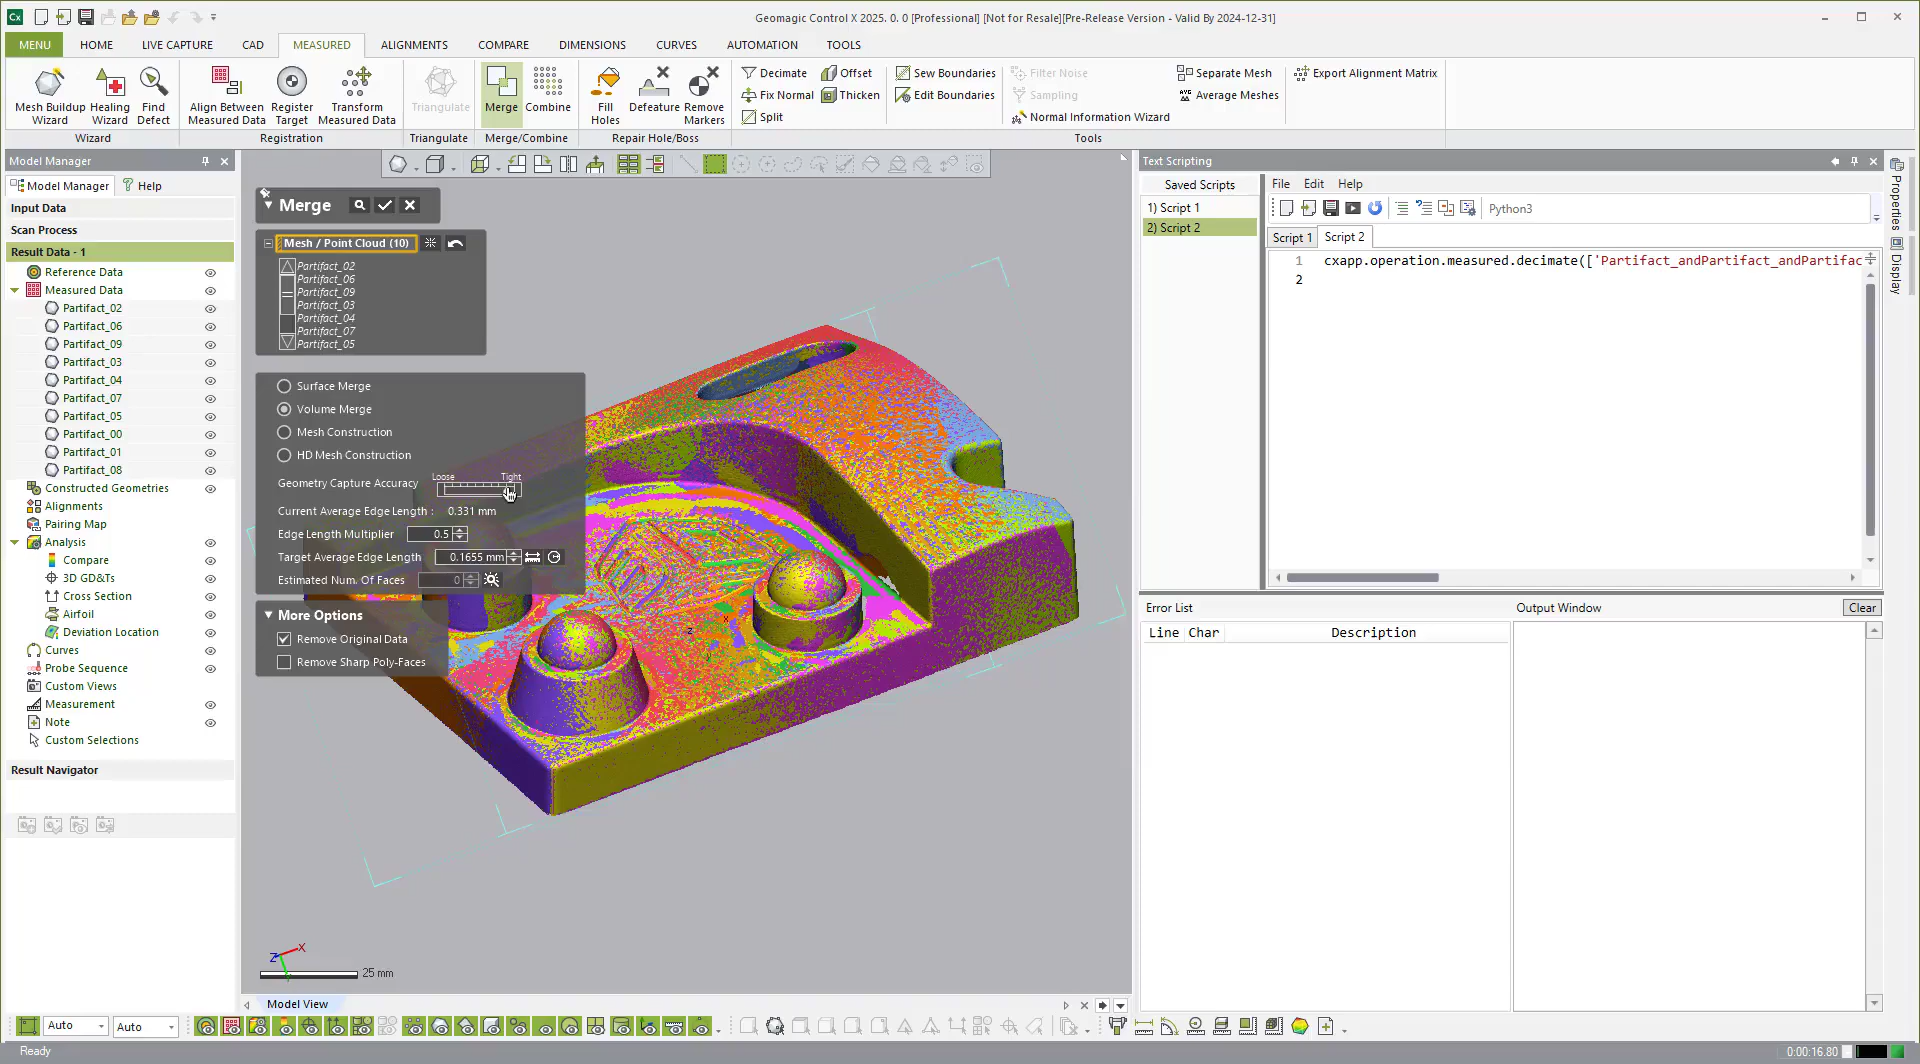 Cx
Geomagic Control X 2025. 0. 0 [Professional] [Not for Resale][Pre-Release Version - Valid By 2024-12-31]
MENU HOME LIVE CAPTURE CAD MEASURED ALIGNMENTS COMPARE DIMENSIONS CURVES AUTOMATION TOOLS
Mesh Buildup Wizard
Healing Wizard
Find Defect
Wizard
Align Between Measured Data
Register Target
Transform Measured Data
Registration
Triangulate
Triangulate
Merge
Combine
Merge/Combine
Fill Holes
Defeature
Remove Markers
Repair Hole/Boss
Decimate
Offset
Fix Normal
Thicken
Split
Sew Boundaries
Edit Boundaries
Filter Noise
Sampling
Normal Information Wizard
Separate Mesh
Average Meshes
Export Alignment Matrix
Tools
Model Manager
Model Manager
Help
Input Data
Scan Process
Result Data - 1
Reference Data
Measured Data
Partifact_02
Partifact_06
Partifact_09
Partifact_03
Partifact_04
Partifact_07
Partifact_05
Partifact_00
Partifact_01
Partifact_08
Constructed Geometries
Alignments
Pairing Map
Analysis
Compare
3D GD&Ts
Cross Section
Airfoil
Deviation Location
Curves
Probe Sequence
Custom Views
Measurement
Note
Custom Selections
Result Navigator
Merge
Mesh / Point Cloud (10)
Partifact_02
Partifact_06
Partifact_09
Partifact_03
Partifact_04
Partifact_07
Partifact_05
Surface Merge
Volume Merge
Mesh Construction
HD Mesh Construction
Loose Tight
Geometry Capture Accuracy
Current Average Edge Length : 0.331 mm
Edge Length Multiplier 0.5
Target Average Edge Length 0.1655 mm
Estimated Num. Of Faces 0
More Options
Remove Original Data
Remove Sharp Poly-Faces
Z
X
Z
X
25 mm
Model View
Text Scripting
Saved Scripts
1) Script 1
2) Script 2
File Edit Help
Python3
Script 1 Script 2
1 cxapp.operation.measured.decimate(['Partifact_andPartifact_andPartifac
2
Error List
Line Char Description
Output Window
Clear
Properties
Display
Auto
Auto
Ready
0:00:16.80